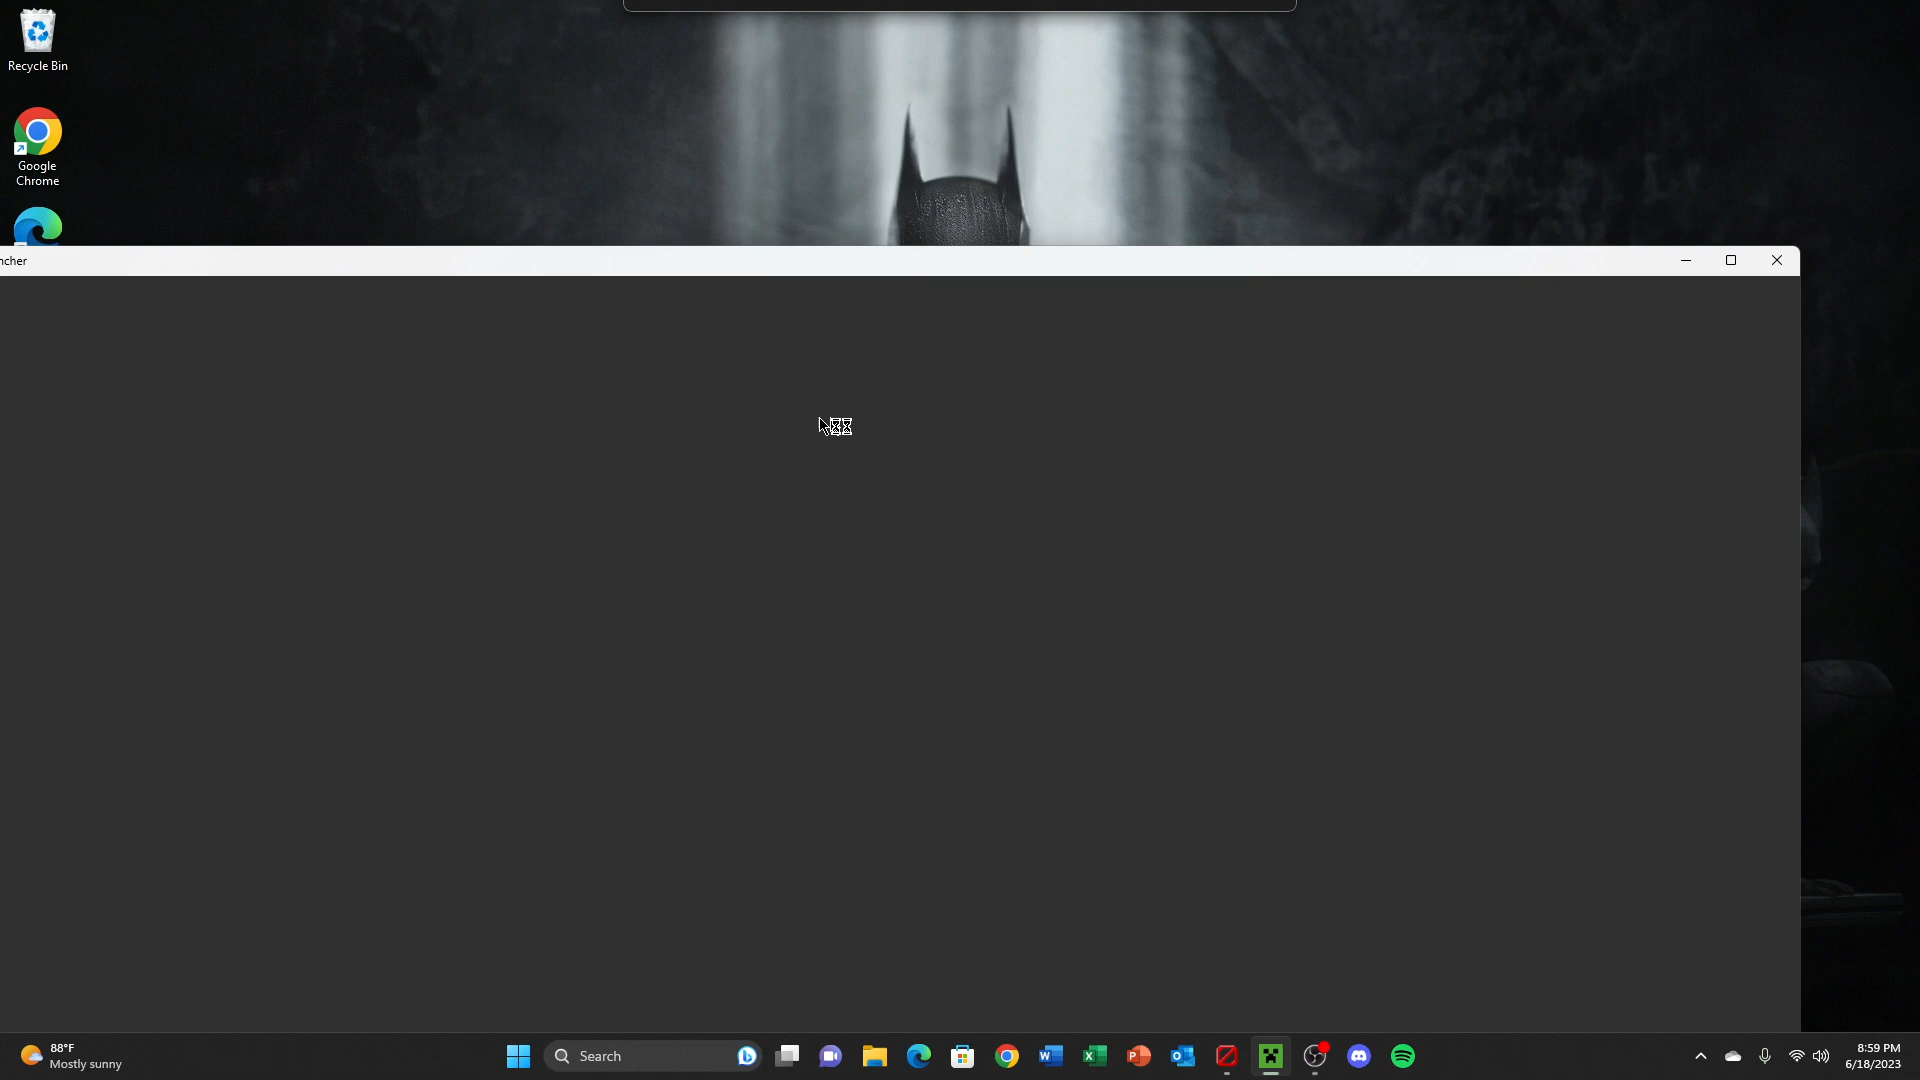 Recycle Bin
Google
Chrome
ncher
88°F
Mostly sunny
Search
8:59 PM
6/18/2023